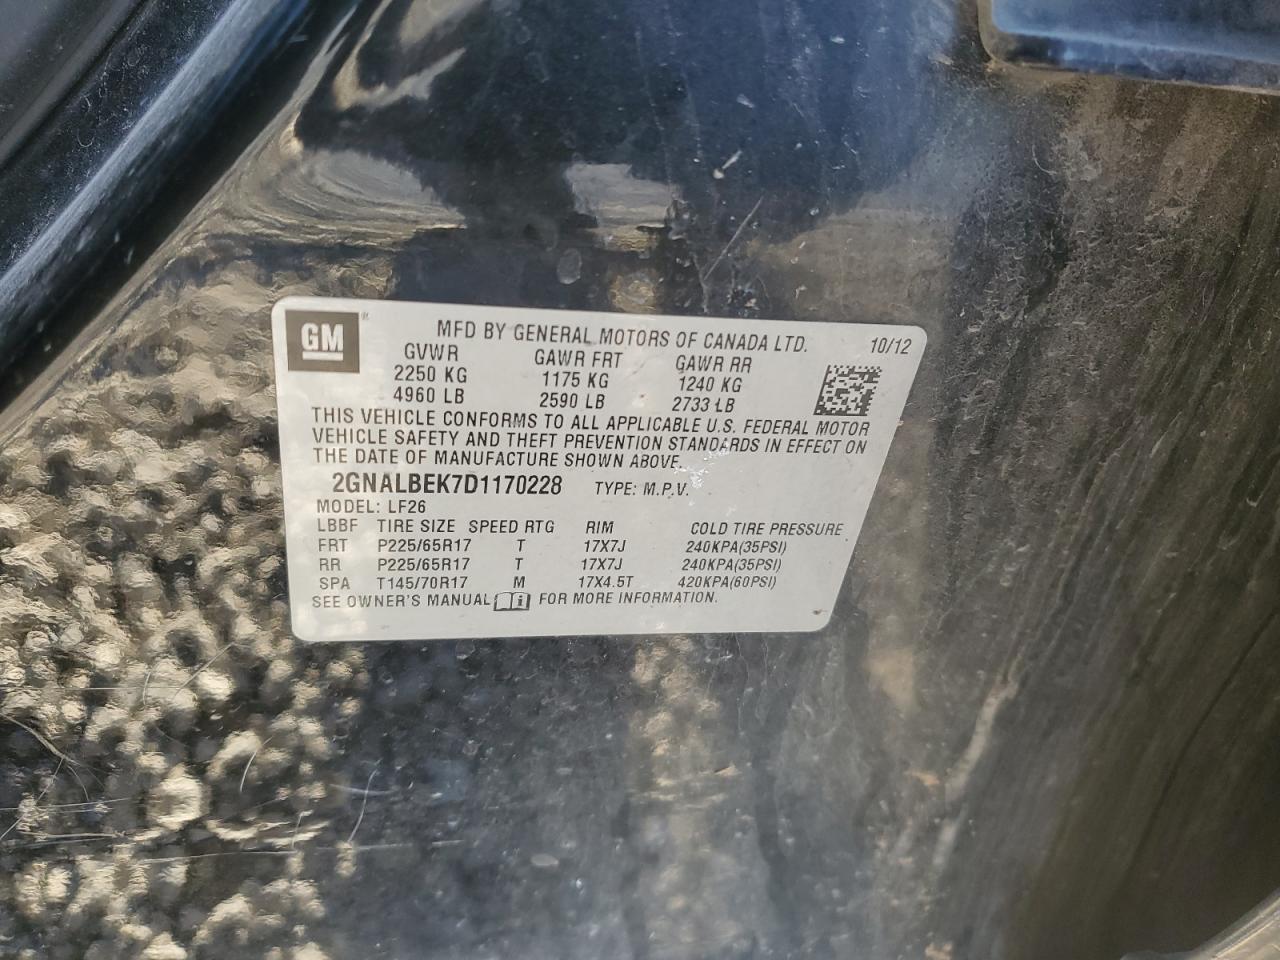 GM ®
MFD BY GENERAL MOTORS OF CANADA LTD. 10/12
GVWR GAWR FRT GAWR RR
2250 KG 1175 KG 1240 KG
4960 LB 2590 LB 2733 LB
THIS VEHICLE CONFORMS TO ALL APPLICABLE U.S. FEDERAL MOTOR
VEHICLE SAFETY AND THEFT PREVENTION STANDARDS IN EFFECT ON
THE DATE OF MANUFACTURE SHOWN ABOVE.
2GNALBEK7D1170228 TYPE: M.P.V.
MODEL: LF26
LBBF TIRE SIZE SPEED RTG RIM COLD TIRE PRESSURE
FRT P225/65R17 T 17X7J 240KPA(35PSI)
RR P225/65R17 T 17X7J 240KPA(35PSI)
SPA T145/70R17 M 17X4.5T 420KPA(60PSI)
SEE OWNER'S MANUAL i FOR MORE INFORMATION.